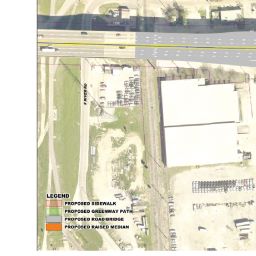 LEGEND
PROPOSED SIDEWALK
PROPOSED GREENWAY PATH
PROPOSED ROAD/BRIDGE
PROPOSED RAISED MEDIAN